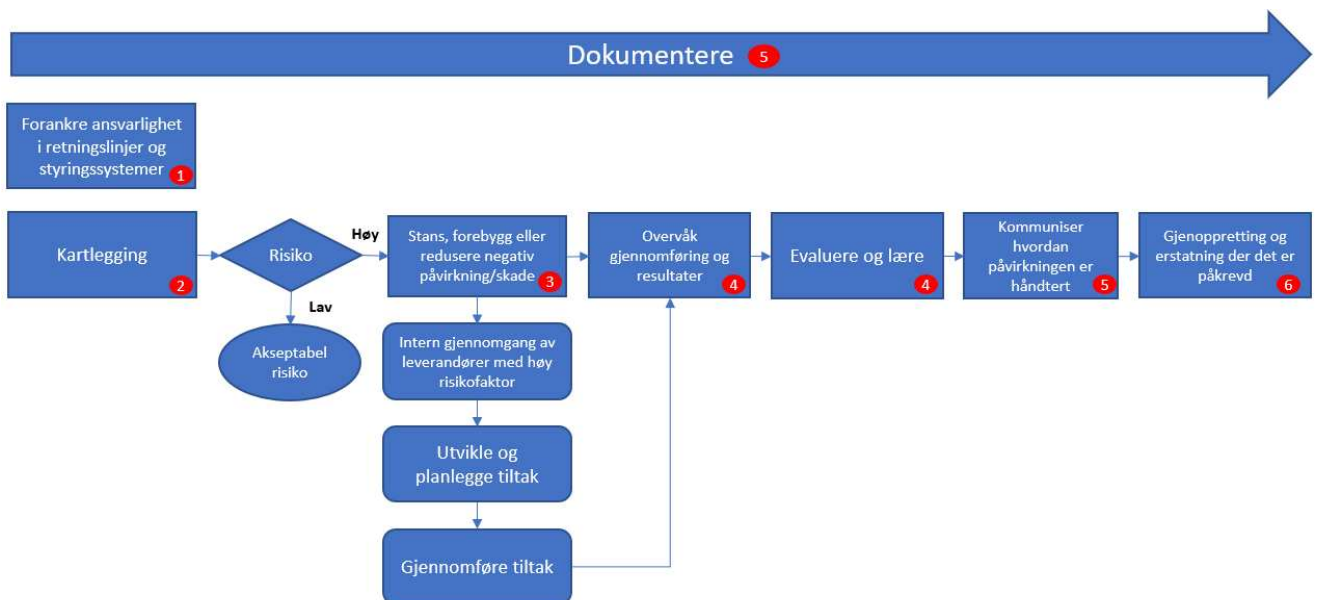 Dokumentere 5
Forankre ansvarlighet
i retningslinjer og
styringssystemer
1
Kartlegging
2
Risiko
Høy
Lav
Akseptabel
risiko
Stans, forebygg eller
redusere negativ
påvirkning/skade
3
Intern gjennomgang av
leverandører med høy
risikofaktor
Utvikle og
planlegge tiltak
Gjennomføre tiltak
Overvåk
gjennomføring og
resultater
4
Evaluere og lære
4
Kommuniser
hvordan
påvirkningen er
håndtert
5
Gjenoppretting og
erstatning der det er
påkrevd
6